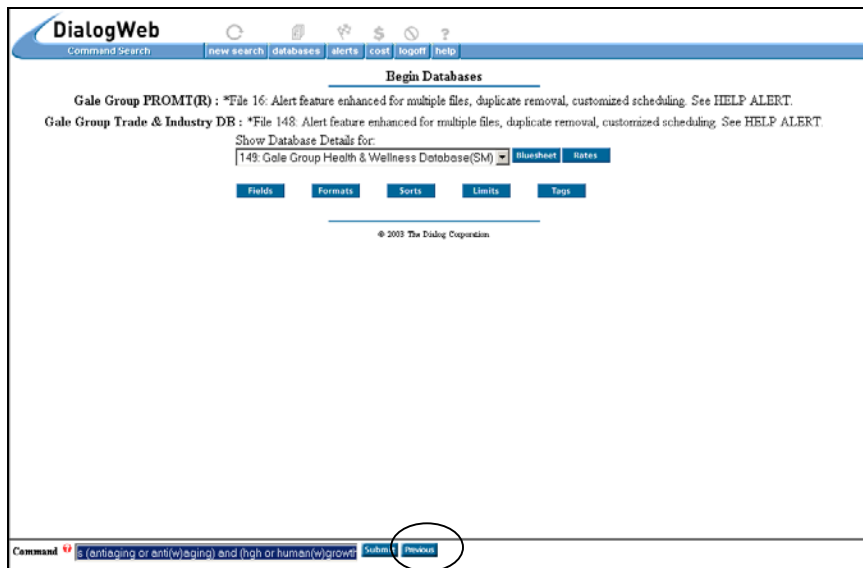 DialogWeb
$ ?
Command Search
new search databases alerts cost logoff help
Begin Databases
Gale Group PROMT(R) : *File 16: Alert feature enhanced for multiple files, duplicate removal, customized scheduling. See HELP ALERT.
Gale Group Trade & Industry DB : *File 148: Alert feature enhanced for multiple files, duplicate removal, customized scheduling. See HELP ALERT.
Show Database Details for:
149: Gale Group Health & Wellness Database(SM) Bluesheet Rates
Fields Formats Sorts Limits Tags
© 2003 The Dialog Corporation
Command ? s (antiaging or anti(w)aging) and (hgh or human(w)growth Submit Previous